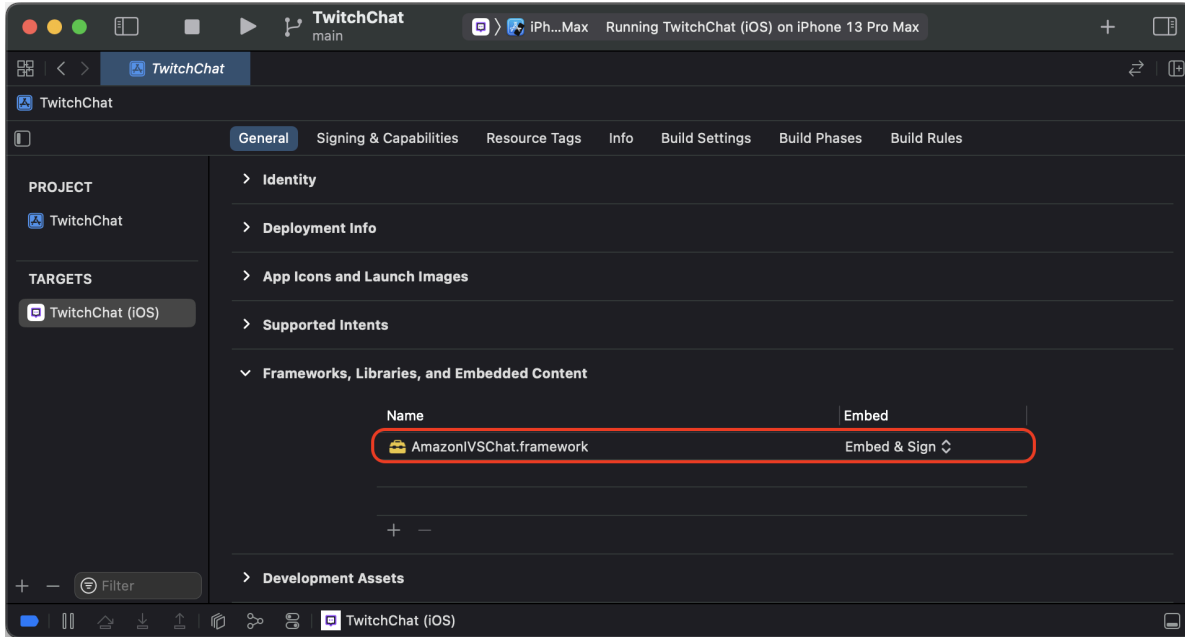 TwitchChat
main
iPh...Max Running TwitchChat (iOS) on iPhone 13 Pro Max
TwitchChat
TwitchChat
General Signing & Capabilities Resource Tags Info Build Settings Build Phases Build Rules
PROJECT
TwitchChat
TARGETS
TwitchChat (iOS)
Identity
Deployment Info
App Icons and Launch Images
Supported Intents
Frameworks, Libraries, and Embedded Content
Name Embed
AmazonIVSChat.framework Embed & Sign
Development Assets
Filter
TwitchChat (iOS)